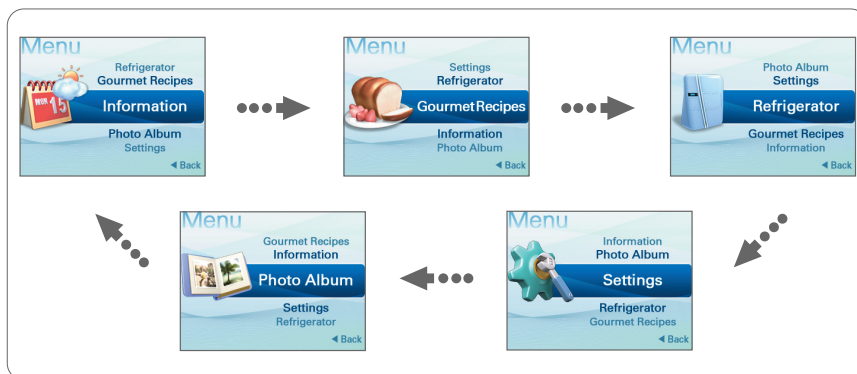 Menu
Refrigerator
Gourmet Recipes
MON
15
Information
Photo Album
Settings
◀ Back
Menu
Settings
Refrigerator
Gourmet Recipes
Information
Photo Album
◀ Back
Menu
Photo Album
Settings
Refrigerator
Gourmet Recipes
Information
◀ Back
Menu
Gourmet Recipes
Information
Photo Album
Settings
Refrigerator
◀ Back
Menu
Information
Photo Album
Settings
Refrigerator
Gourmet Recipes
◀ Back